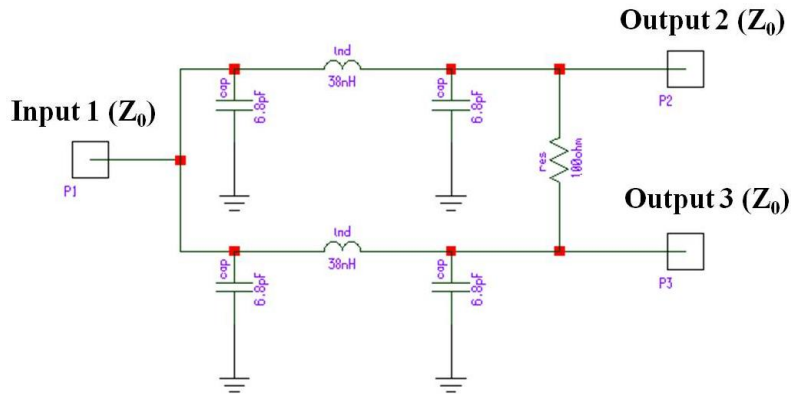 Output 2 (Z₀)
Ind
38nH
cap
6.8pF
cap
6.8pF
P2
Input 1 (Z₀)
P1
res
100ohm
Output 3 (Z₀)
Ind
38nH
cap
6.8pF
cap
6.8pF
P3